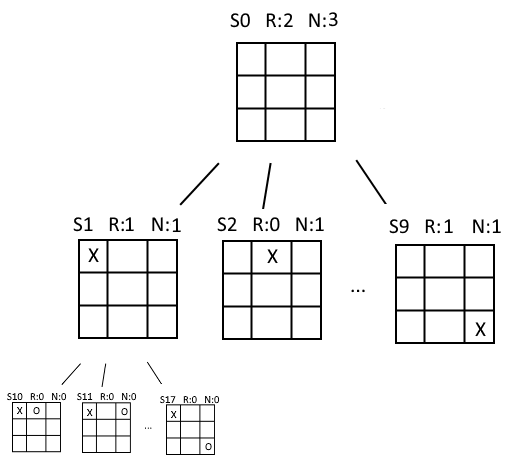 S0 R:2 N:3
S1 R:1 N:1
S2 R:0 N:1
S9 R:1 N:1
X
X
...
X
S10 R:0 N:0
S11 R:0 N:0
S17 R:0 N:0
X O
X O
...
X
O